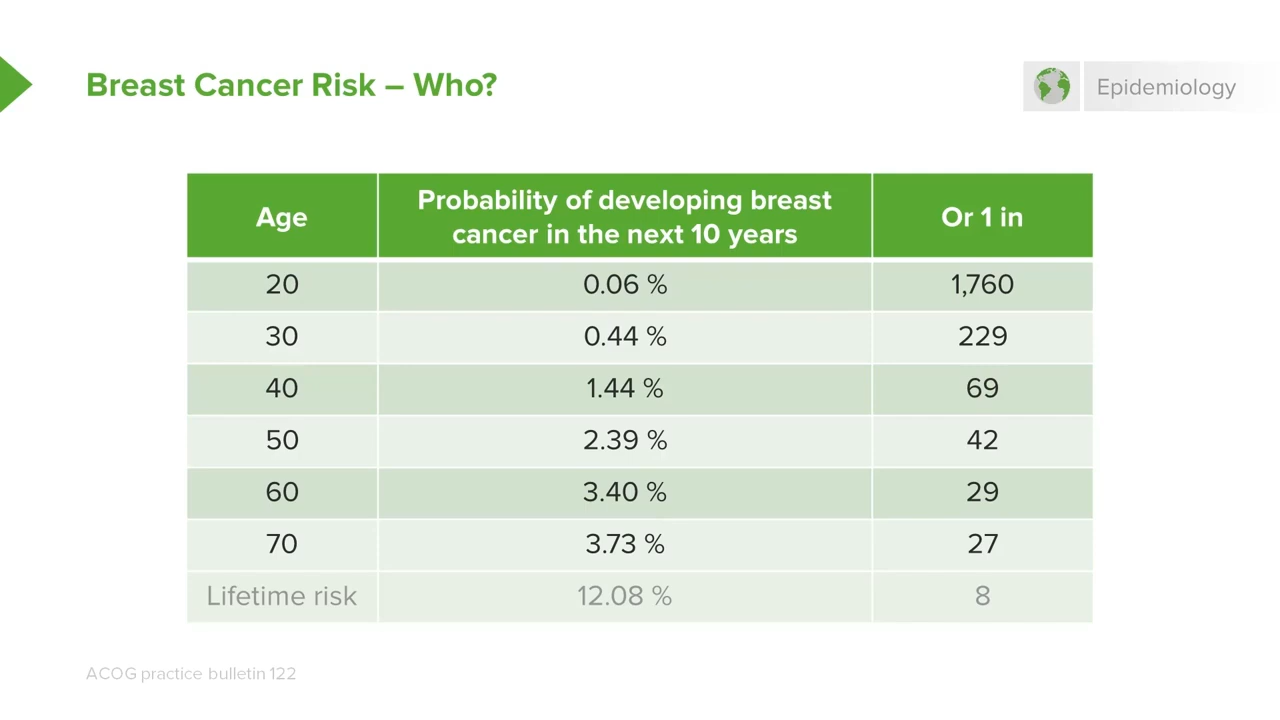 Breast Cancer Risk – Who?
Epidemiology
Age
Probability of developing breast
cancer in the next 10 years
Or 1 in
20 0.06 % 1,760
30 0.44 % 229
40 1.44 % 69
50 2.39 % 42
60 3.40 % 29
70 3.73 % 27
Lifetime risk 12.08 % 8
ACOG practice bulletin 122